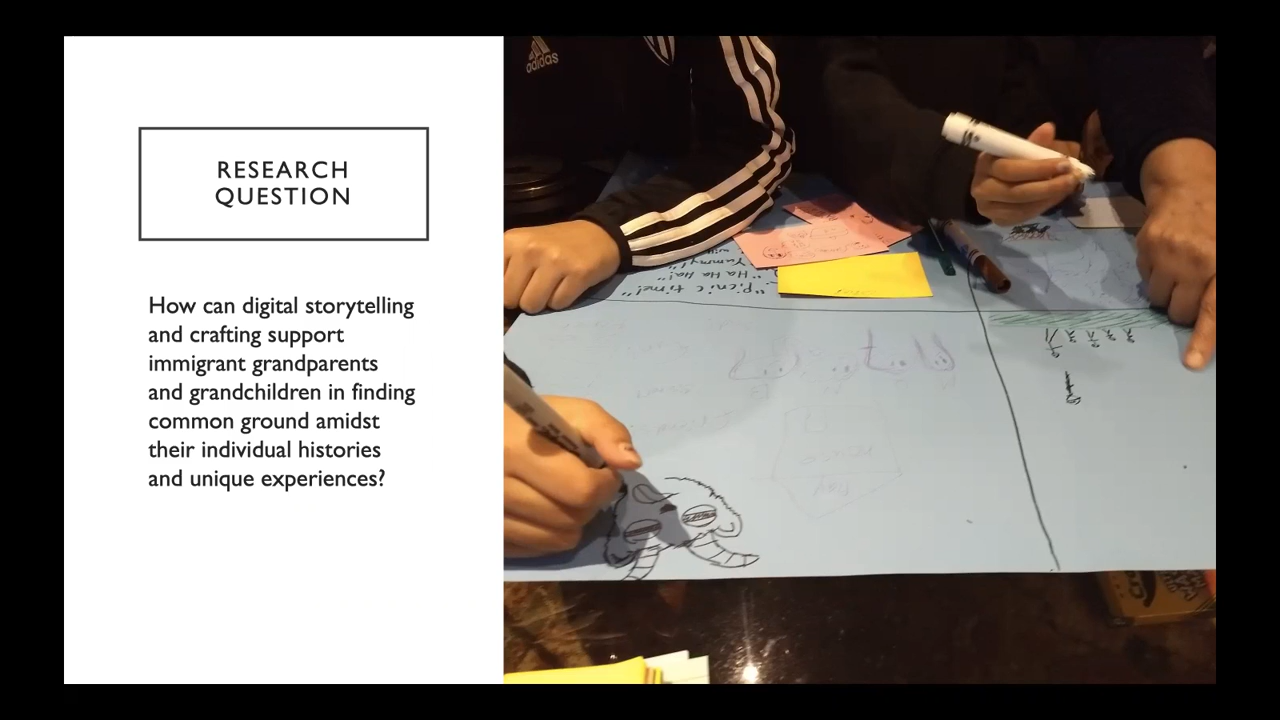 RESEARCH
QUESTION
How can digital storytelling
and crafting support
immigrant grandparents
and grandchildren in finding
common ground amidst
their individual histories
and unique experiences?
adidas
"Picnic time!"
"Ha Ha Ha!"
Yummy!